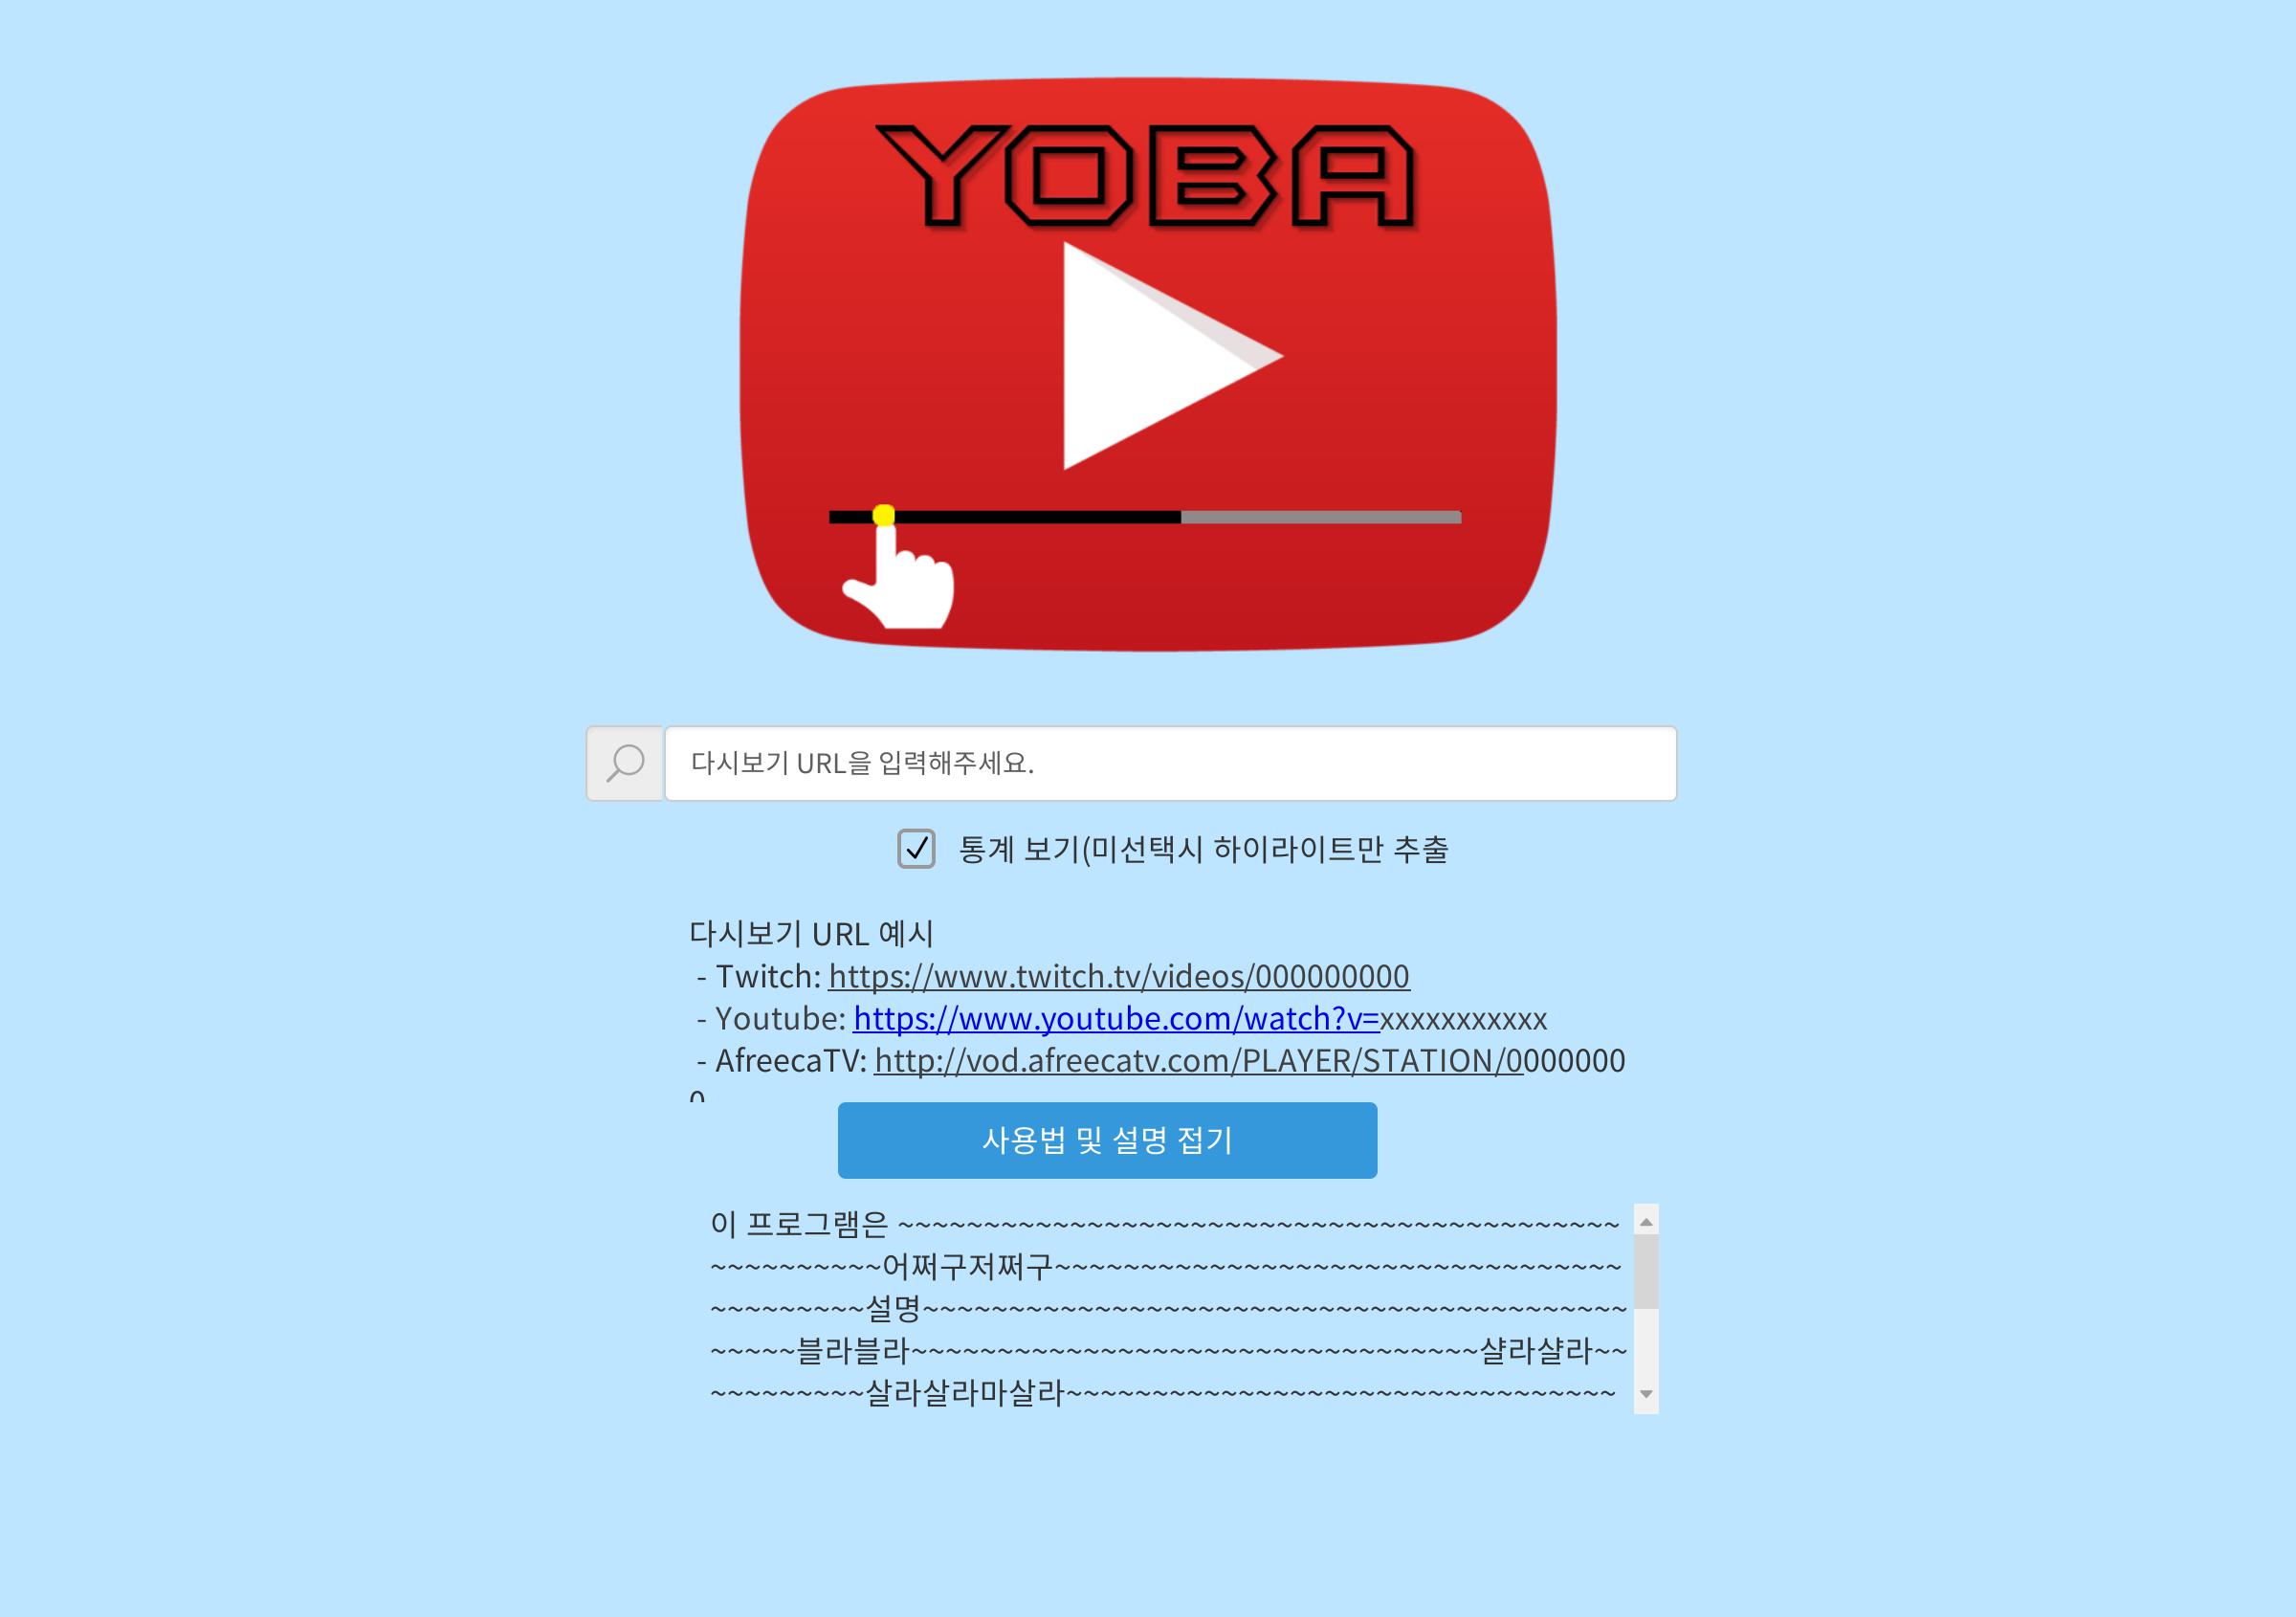 YOBA
다시보기 URL을 입력해주세요.
통계 보기(미선택시 하이라이트만 추출
다시보기 URL 예시
- Twitch: https://www.twitch.tv/videos/000000000
- Youtube: https://www.youtube.com/watch?v=xxxxxxxxxxx
- AfreecaTV: http://vod.afreecatv.com/PLAYER/STATION/0000000
0
사용법 및 설명 접기
이 프로그램은 ~~~~~~~~~~~~~~~~~~~~~~~~~~~~~~~~~~~~~~~~~~
~~~~~~~~~~어쩌구저쩌구~~~~~~~~~~~~~~~~~~~~~~~~~~~~~~~~~
~~~~~~~~~설명~~~~~~~~~~~~~~~~~~~~~~~~~~~~~~~~~~~~~~~~~
~~~~~블라블라~~~~~~~~~~~~~~~~~~~~~~~~~~~~~~~~~샬라샬라~~
~~~~~~~~~살라살라마살라~~~~~~~~~~~~~~~~~~~~~~~~~~~~~~~~